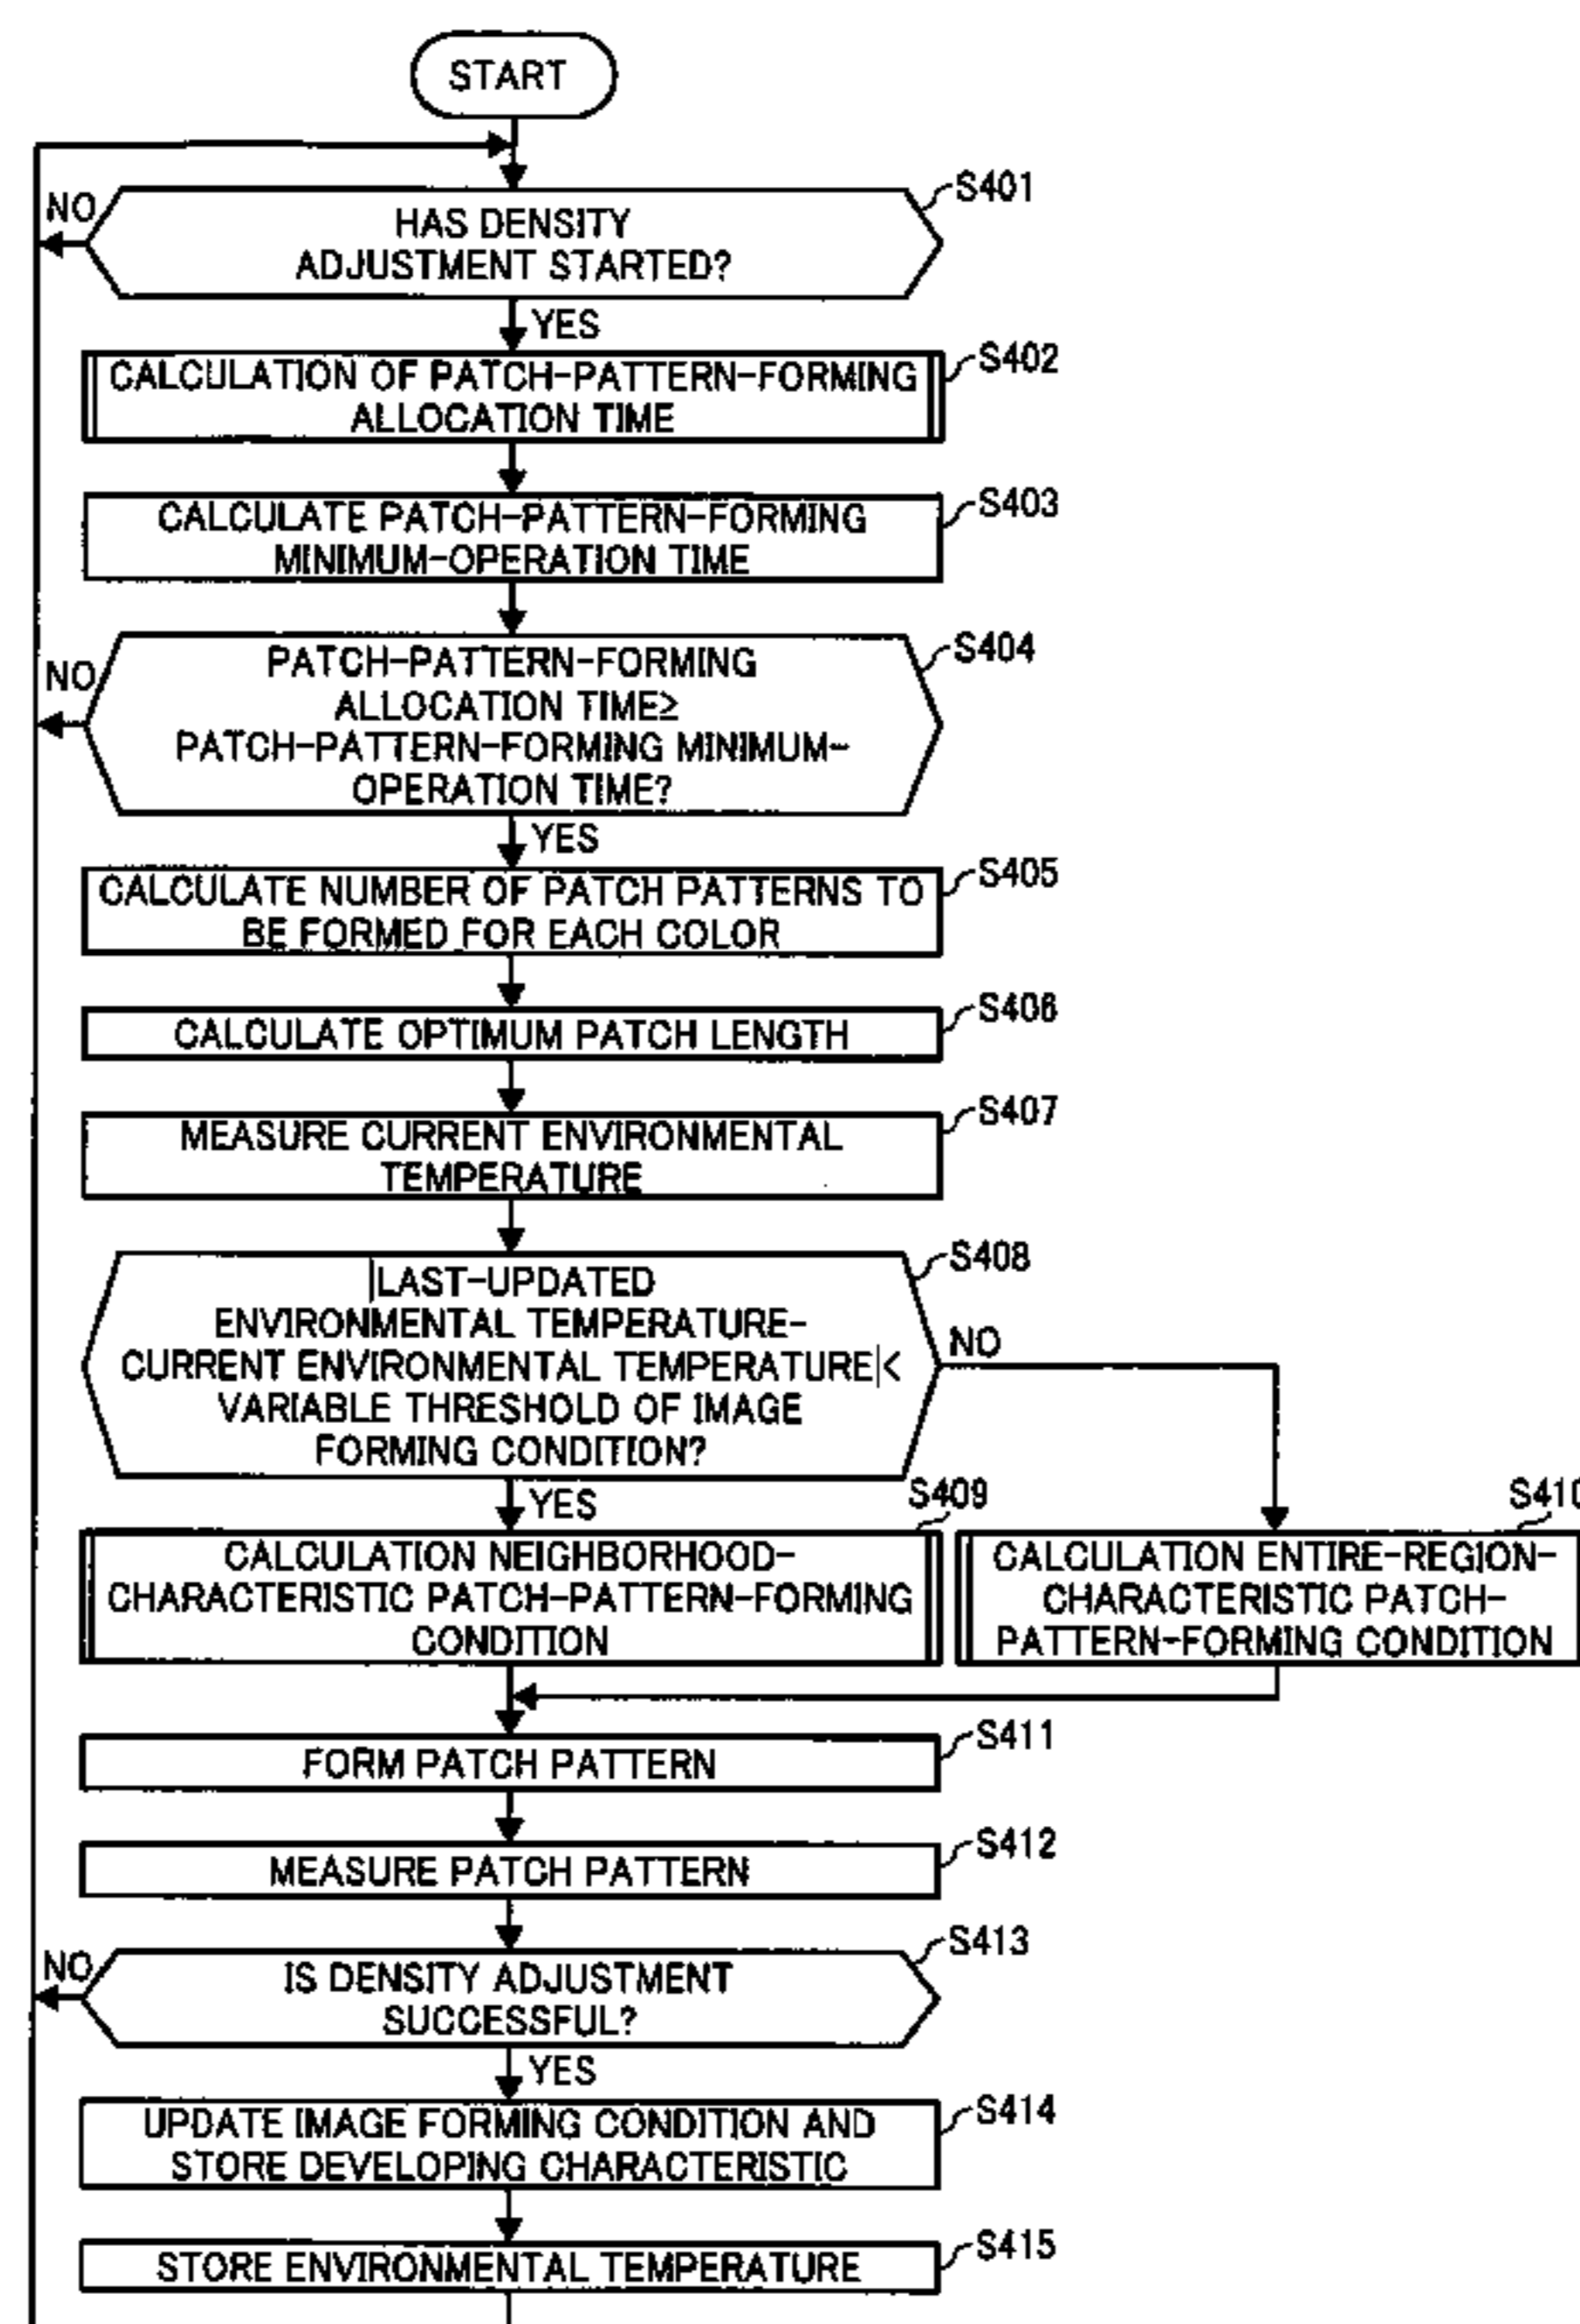 START
NO
HAS DENSITY
ADJUSTMENT STARTED?
S401
YES
CALCULATION OF PATCH-PATTERN-FORMING
ALLOCATION TIME
S402
CALCULATE PATCH-PATTERN-FORMING
MINIMUM-OPERATION TIME
S403
NO
PATCH-PATTERN-FORMING
ALLOCATION TIME≥
PATCH-PATTERN-FORMING MINIMUM-
OPERATION TIME?
S404
YES
CALCULATE NUMBER OF PATCH PATTERNS TO
BE FORMED FOR EACH COLOR
S405
CALCULATE OPTIMUM PATCH LENGTH
S406
MEASURE CURRENT ENVIRONMENTAL
TEMPERATURE
S407
|LAST-UPDATED
ENVIRONMENTAL TEMPERATURE-
CURRENT ENVIRONMENTAL TEMPERATURE|<
VARIABLE THRESHOLD OF IMAGE
FORMING CONDITION?
S408
NO
YES
S409
CALCULATION NEIGHBORHOOD-
CHARACTERISTIC PATCH-PATTERN-FORMING
CONDITION
S410
CALCULATION ENTIRE-REGION-
CHARACTERISTIC PATCH-
PATTERN-FORMING CONDITION
FORM PATCH PATTERN
S411
MEASURE PATCH PATTERN
S412
NO
IS DENSITY ADJUSTMENT
SUCCESSFUL?
S413
YES
UPDATE IMAGE FORMING CONDITION AND
STORE DEVELOPING CHARACTERISTIC
S414
STORE ENVIRONMENTAL TEMPERATURE
S415